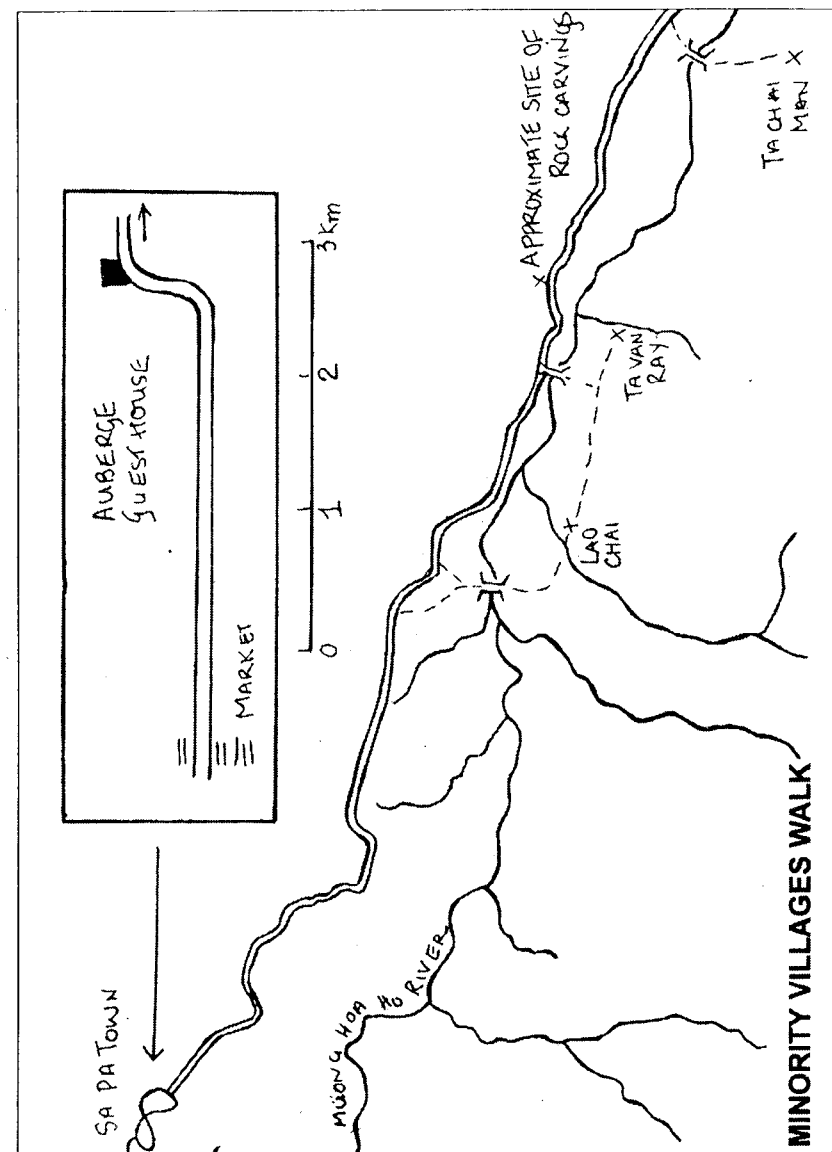 SA PA TOWN
AUBERGE
GUEST HOUSE
MARKET
0 1 2 3 Km
MUONG HOA HO RIVER
LAO
CHAI
TA VAN
RAY
APPROXIMATE SITE OF
ROCK CARVINGS
TA CHAI
MAN
MINORITY VILLAGES WALK